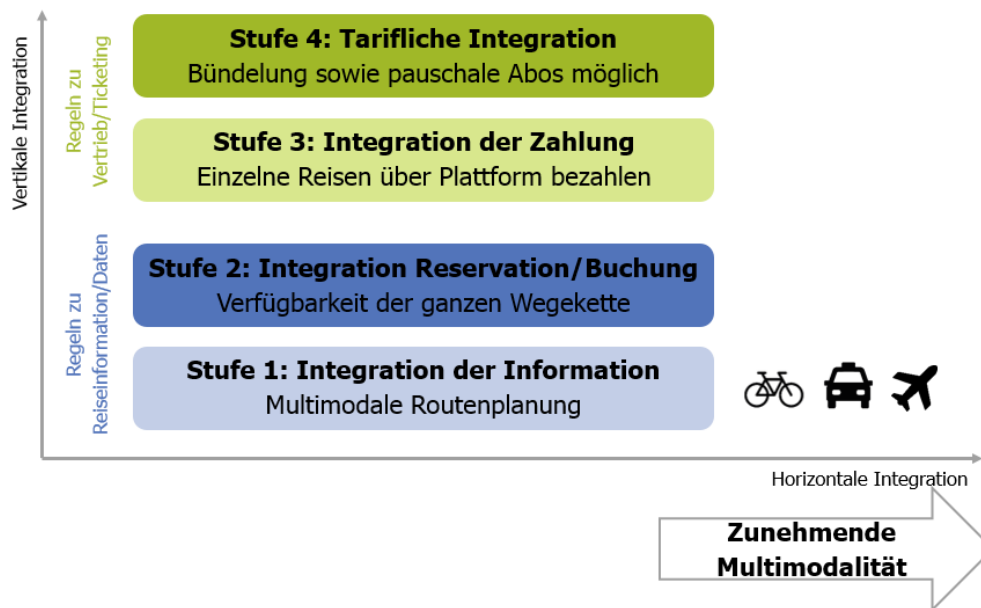 Vertikale Integration
Regeln zu
Vertrieb/Ticketing
Stufe 4: Tarifliche Integration
Bündelung sowie pauschale Abos möglich
Stufe 3: Integration der Zahlung
Einzelne Reisen über Plattform bezahlen
Regeln zu
Reiseinformation/Daten
Stufe 2: Integration Reservation/Buchung
Verfügbarkeit der ganzen Wegekette
Stufe 1: Integration der Information
Multimodale Routenplanung
Horizontale Integration
Zunehmende
Multimodalität